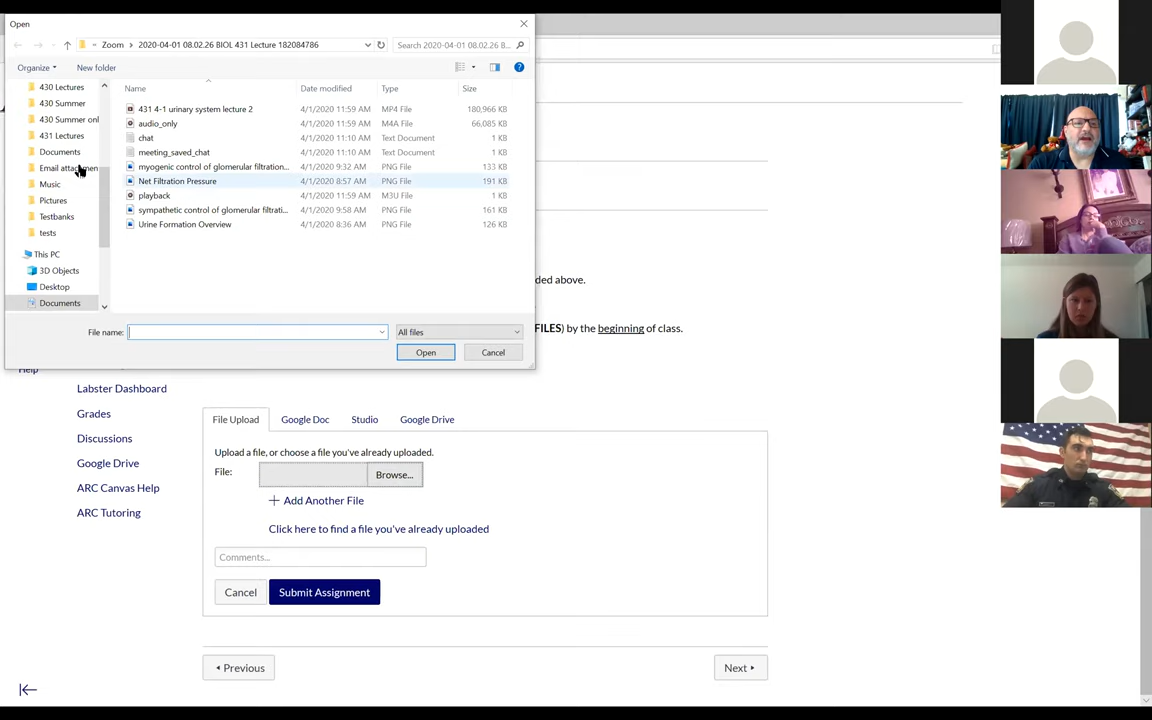 Open
Zoom > 2020-04-01 08.02.26 BIOL 431 Lecture 182084786
Search 2020-04-01 08.02.26 B...
Organize
New folder
Name
Date modified
Type
Size
430 Lectures
430 Summer
430 Summer onl
431 Lectures
Documents
Email attachmen
Music
Pictures
Testbanks
tests
This PC
3D Objects
Desktop
Documents
431 4-1 urinary system lecture 2 4/1/2020 11:59 AM MP4 File 180,966 KB
audio_only 4/1/2020 11:59 AM M4A File 66,085 KB
chat 4/1/2020 11:10 AM Text Document 1 KB
meeting_saved_chat 4/1/2020 11:10 AM Text Document 1 KB
myogenic control of glomerular filtration... 4/1/2020 9:32 AM PNG File 133 KB
Net Filtration Pressure 4/1/2020 8:57 AM PNG File 191 KB
playback 4/1/2020 11:59 AM M3U File 1 KB
sympathetic control of glomerular filtrati... 4/1/2020 9:58 AM PNG File 161 KB
Urine Formation Overview 4/1/2020 8:36 AM PNG File 126 KB
File name:
All files
Open
Cancel
ded above.
FILES) by the beginning of class.
Help
Labster Dashboard
Grades
Discussions
Google Drive
ARC Canvas Help
ARC Tutoring
File Upload
Google Doc
Studio
Google Drive
Upload a file, or choose a file you've already uploaded.
File:
Browse...
+ Add Another File
Click here to find a file you've already uploaded
Comments...
Cancel
Submit Assignment
Previous
Next